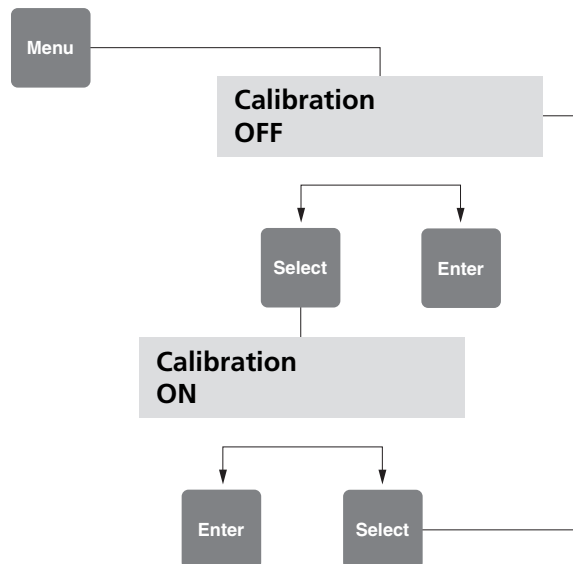 Menu
Calibration
OFF
Select
Enter
Calibration
ON
Enter
Select